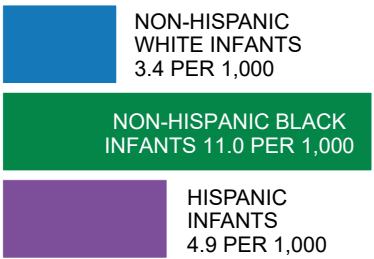 NON-HISPANIC
WHITE INFANTS
3.4 PER 1,000
NON-HISPANIC BLACK
INFANTS 11.0 PER 1,000
HISPANIC
INFANTS
4.9 PER 1,000